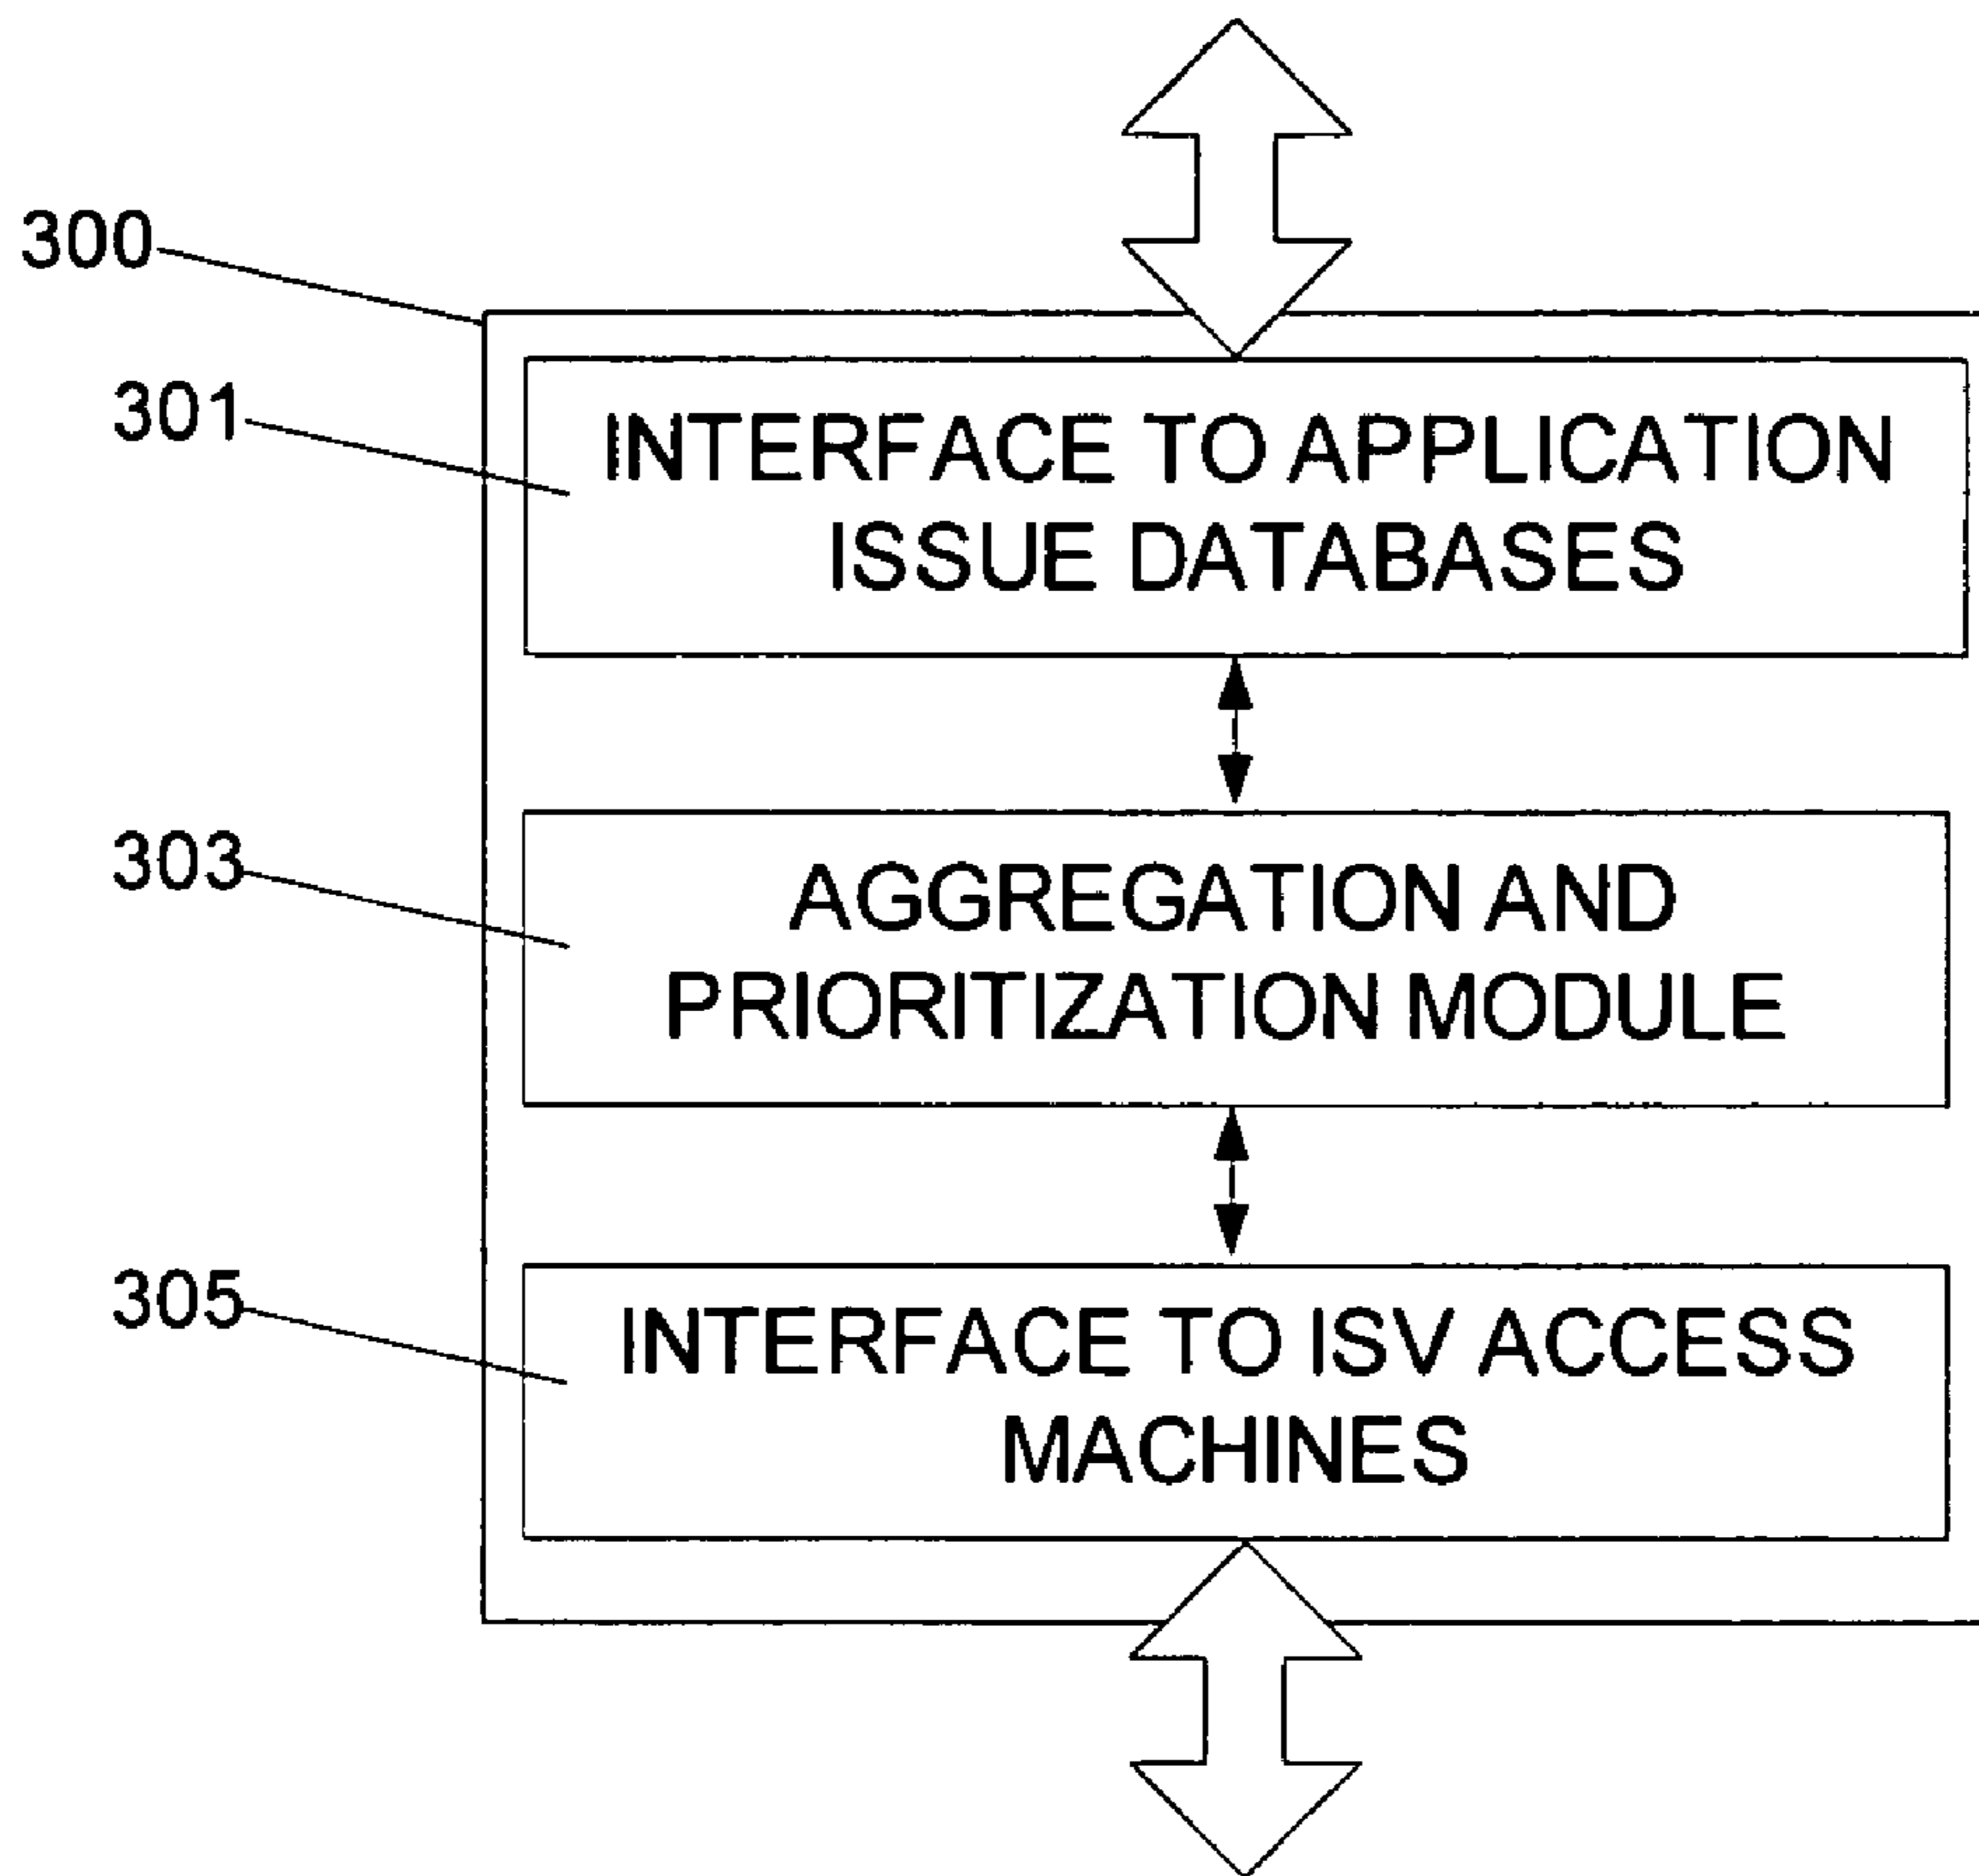 300
301
INTERFACE TO APPLICATION
ISSUE DATABASES
303
AGGREGATION AND
PRIORITIZATION MODULE
305
INTERFACE TO ISV ACCESS
MACHINES